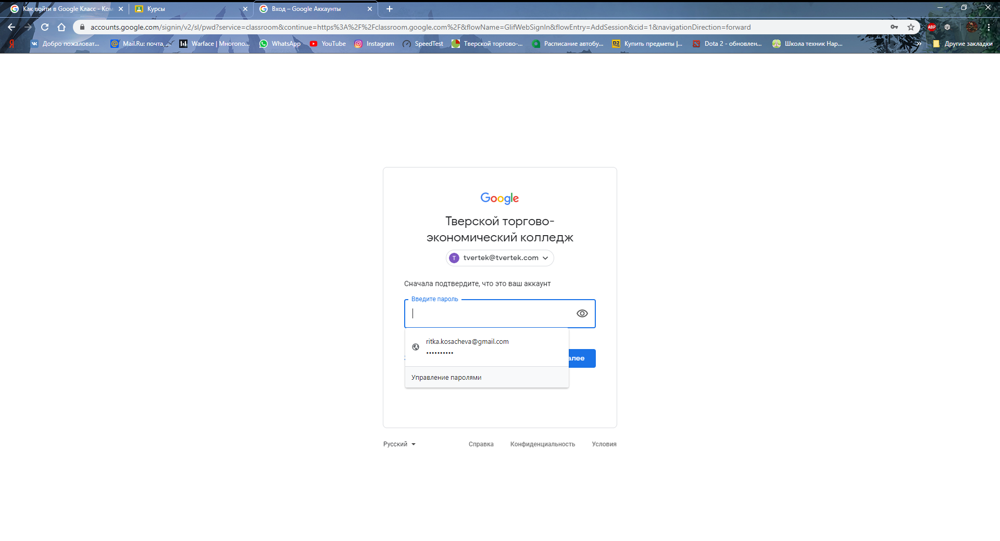 Как войти в Google Класс - Ком
Курсы
Вход – Google Аккаунты
accounts.google.com/signin/v2/sl/pwd?service=classroom&continue=https%3A%2F%2Fclassroom.google.com%2F&flowName=GlifWebSignIn&flowEntry=AddSession&cid=1&navigationDirection=forward
ABP
Я
Добро пожаловат...
Mail.Ru: почта, ...
Warface | Многопо...
WhatsApp
YouTube
Instagram
SpeedTest
Тверской торгово-...
Расписание автобу...
D2
Купить предметы |...
Dota 2 - обновлен...
Школа техник Нар...
»
Другие закладки
Google
Тверской торгово-
экономический колледж
T
tvertek@tvertek.com
Сначала подтвердите, что это ваш аккаунт
Введите пароль
ritka.kosacheva@gmail.com
••••••••••
алее
Управление паролями
Русский
Справка
Конфиденциальность
Условия